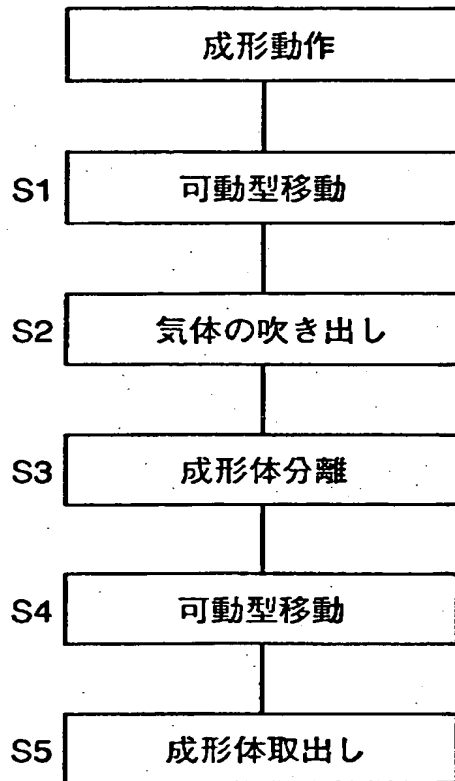 成形動作
S1 可動型移動
S2 気体の吹き出し
S3 成形体分離
S4 可動型移動
S5 成形体取出し